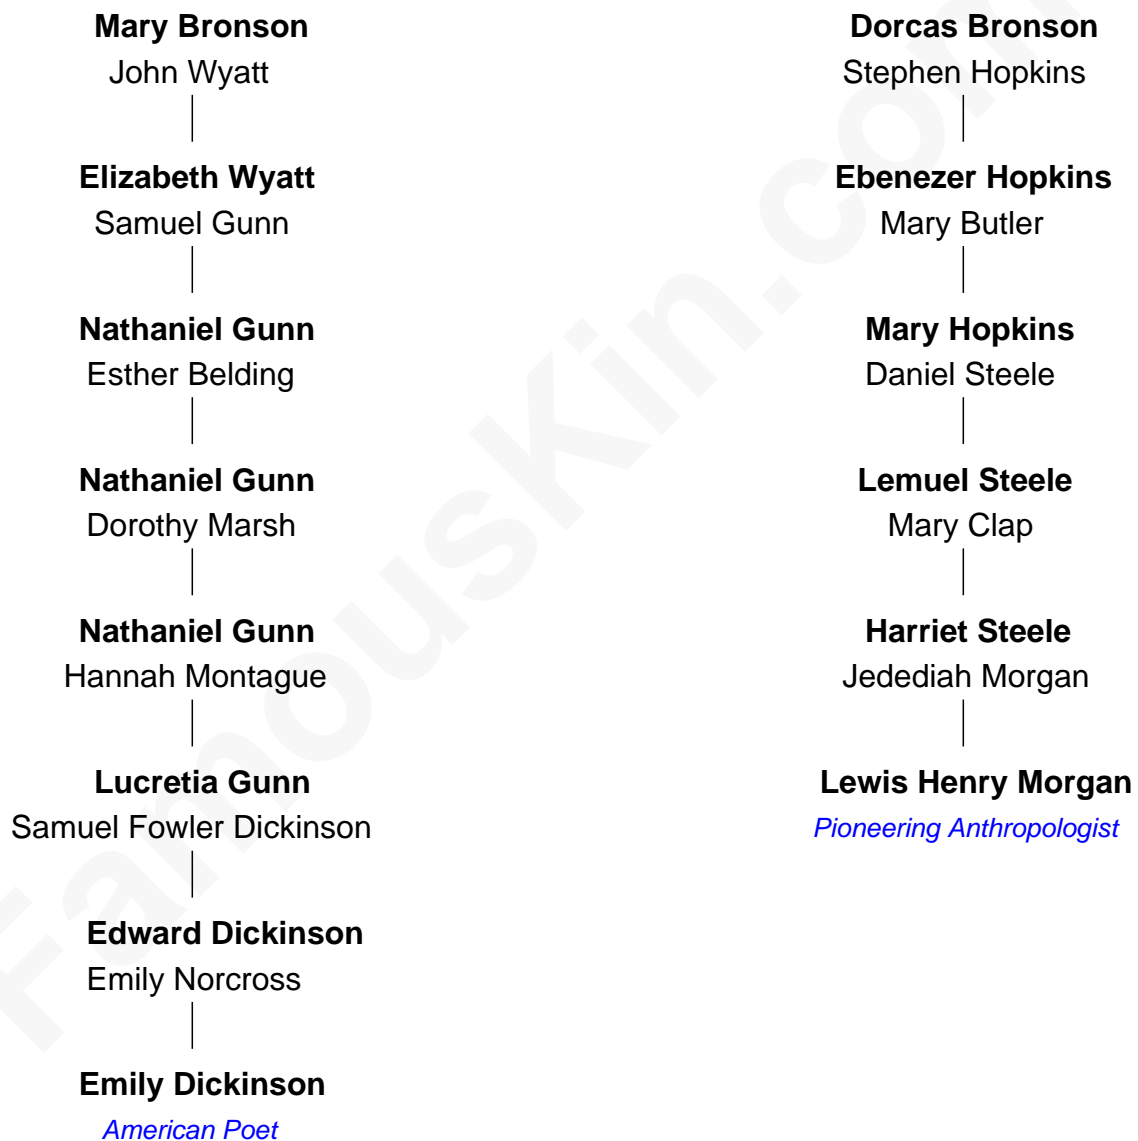 Mary Bronson
John Wyatt
Elizabeth Wyatt
Samuel Gunn
Nathaniel Gunn
Esther Belding
Nathaniel Gunn
Dorothy Marsh
Nathaniel Gunn
Hannah Montague
Lucretia Gunn
Samuel Fowler Dickinson
Edward Dickinson
Emily Norcross
Emily Dickinson
American Poet
Dorcas Bronson
Stephen Hopkins
Ebenezer Hopkins
Mary Butler
Mary Hopkins
Daniel Steele
Lemuel Steele
Mary Clap
Harriet Steele
Jedediah Morgan
Lewis Henry Morgan
Pioneering Anthropologist
FamousKin.com